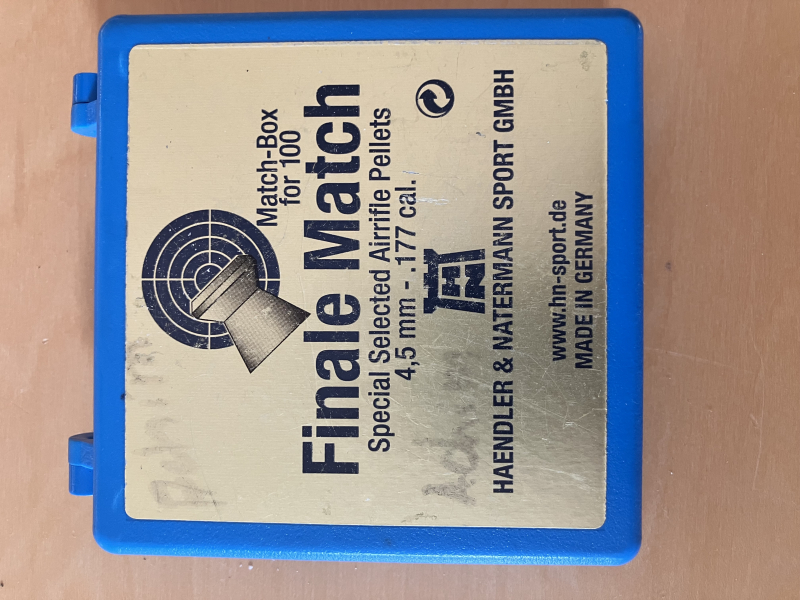 Match-Box
for 100
Finale Match
Special Selected Airrifle Pellets
4,5 mm - .177 cal.
HAENDLER & NATERMANN SPORT GMBH
www.hn-sport.de
MADE IN GERMANY